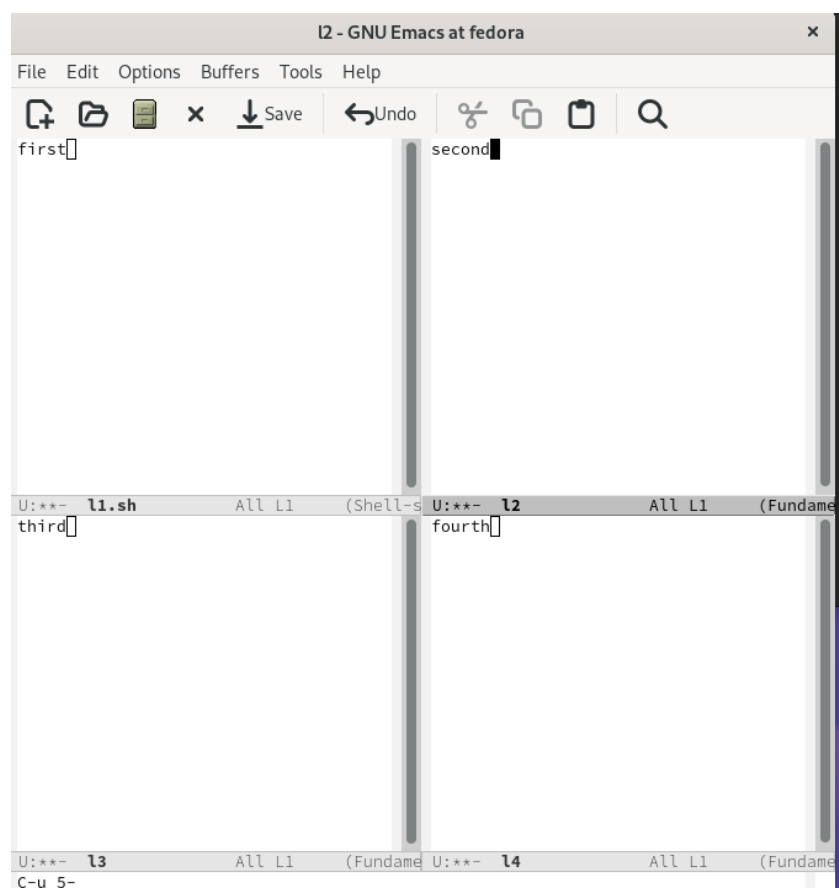 l2 - GNU Emacs at fedora
File Edit Options Buffers Tools Help
Save Undo
first
second
U:**- l1.sh All L1 (Shell-s
U:**- l2 All L1 (Fundame
third
fourth
U:**- l3 All L1 (Fundame
U:**- l4 All L1 (Fundame
C-u 5-